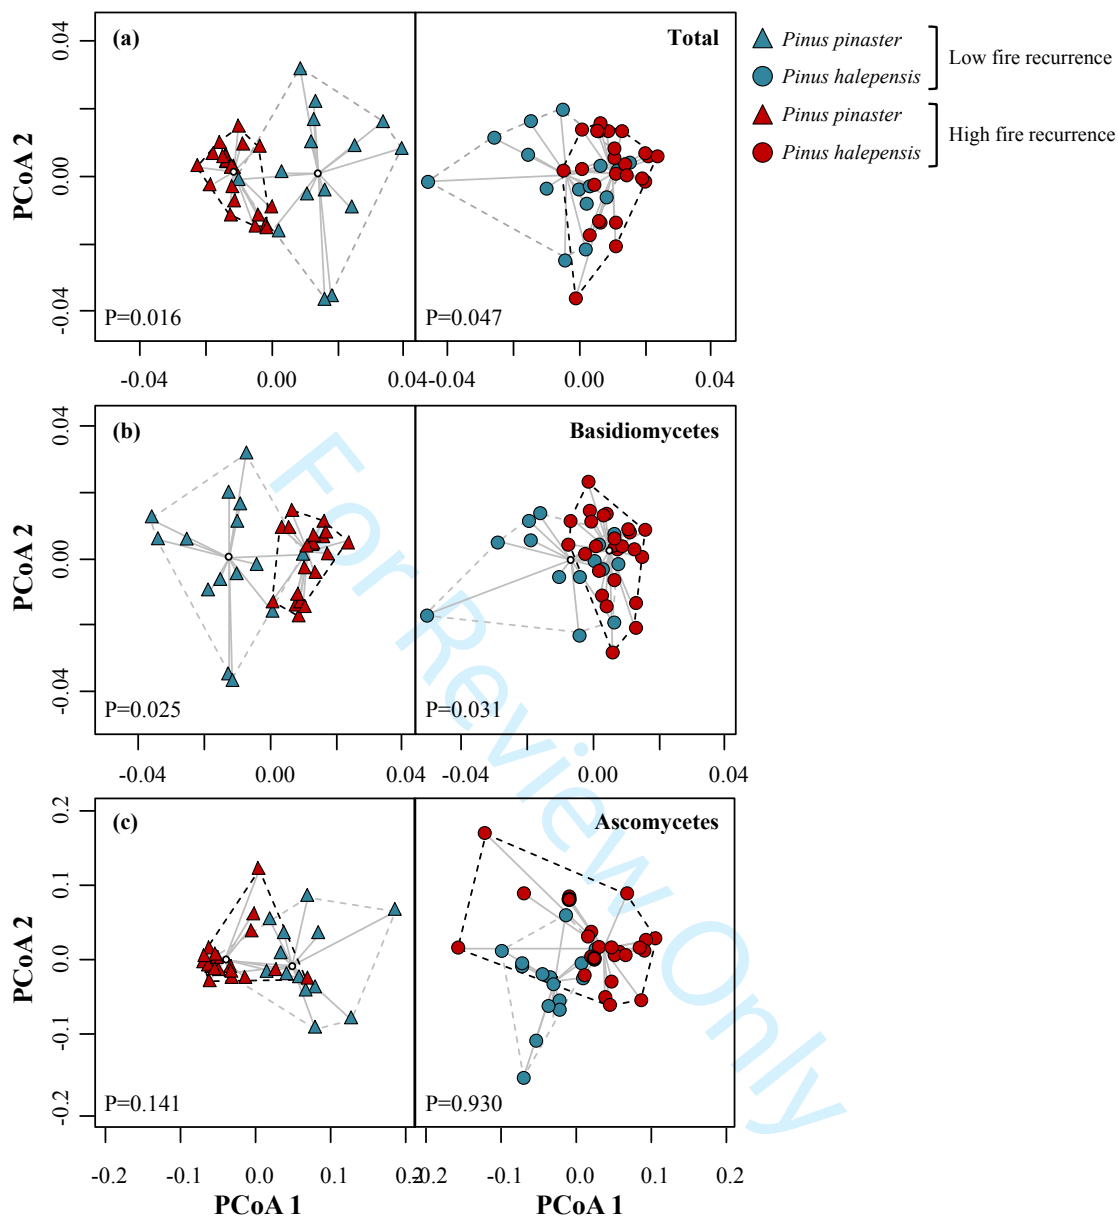 (a)
Total
Pinus pinaster
Pinus halepensis
Low fire recurrence
Pinus pinaster
Pinus halepensis
High fire recurrence
PCoA 2
0.04
0.00
-0.04
P=0.016
P=0.047
-0.04 0.00 0.04 -0.04 0.00 0.04
(b)
Basidiomycetes
PCoA 2
0.04
0.00
-0.04
P=0.025
P=0.031
-0.04 0.00 0.04 -0.04 0.00 0.04
(c)
Ascomycetes
PCoA 2
0.2
0.1
0.0
-0.1
-0.2
P=0.141
P=0.930
-0.2 -0.1 0.0 0.1 0.2 -0.2 -0.1 0.0 0.1 0.2
PCoA 1 PCoA 1
For Review Only